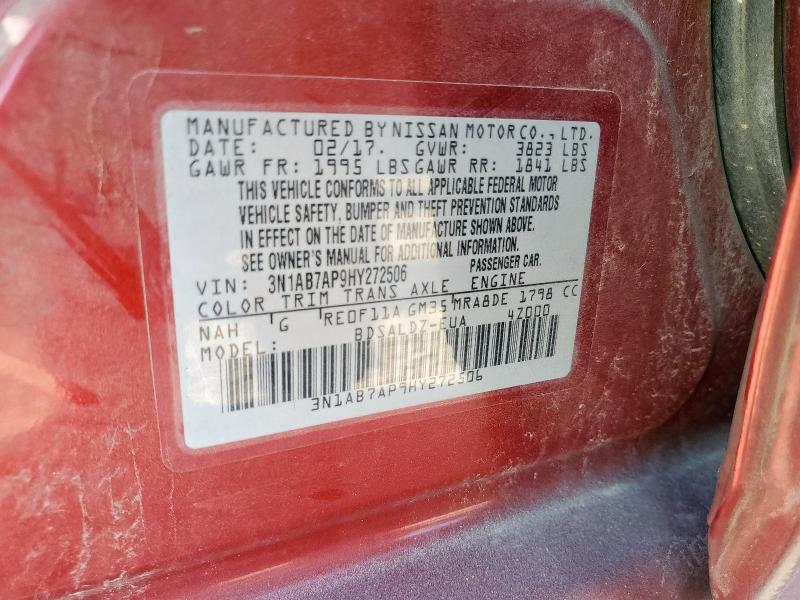 MANUFACTURED BY NISSAN MOTOR CO., LTD.
DATE: 02/17. GVWR: 3823 LBS
GAWR FR: 1995 LBS GAWR RR: 1841 LBS
THIS VEHICLE CONFORMS TO ALL APPLICABLE FEDERAL MOTOR
VEHICLE SAFETY, BUMPER AND THEFT PREVENTION STANDARDS
IN EFFECT ON THE DATE OF MANUFACTURE SHOWN ABOVE.
SEE OWNER'S MANUAL FOR ADDITIONAL INFORMATION.
VIN: 3N1AB7AP9HY272506 PASSENGER CAR.
COLOR TRIM TRANS AXLE ENGINE
NAH G RE0F11A GM35 MRA8DE 1798 CC
MODEL: BDSALDZ-EUA 4Z000
3N1AB7AP9HY272506